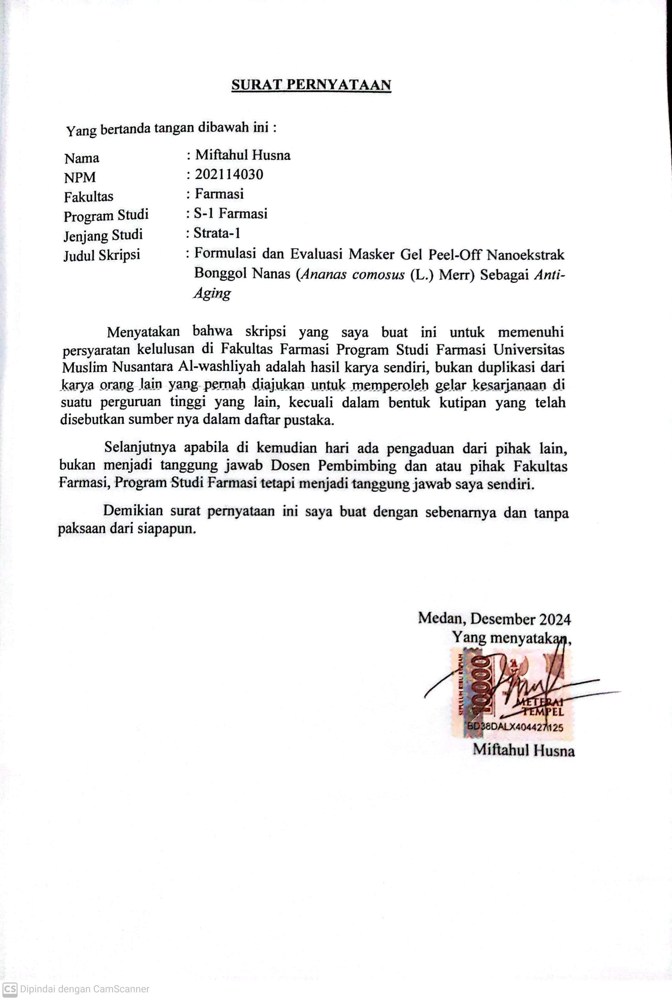 SURAT PERNYATAAN
Yang bertanda tangan dibawah ini :
Nama : Miftahul Husna
NPM : 202114030
Fakultas : Farmasi
Program Studi : S-1 Farmasi
Jenjang Studi : Strata-1
Judul Skripsi : Formulasi dan Evaluasi Masker Gel Peel-Off Nanoekstrak
Bonggol Nanas (Ananas comosus (L.) Merr) Sebagai Anti-
Aging
Menyatakan bahwa skripsi yang saya buat ini untuk memenuhi
persyaratan kelulusan di Fakultas Farmasi Program Studi Farmasi Universitas
Muslim Nusantara Al-washliyah adalah hasil karya sendiri, bukan duplikasi dari
karya orang lain yang pernah diajukan untuk memperoleh gelar kesarjanaan di
suatu perguruan tinggi yang lain, kecuali dalam bentuk kutipan yang telah
disebutkan sumber nya dalam daftar pustaka.
Selanjutnya apabila di kemudian hari ada pengaduan dari pihak lain,
bukan menjadi tanggung jawab Dosen Pembimbing dan atau pihak Fakultas
Farmasi, Program Studi Farmasi tetapi menjadi tanggung jawab saya sendiri.
Demikian surat pernyataan ini saya buat dengan sebenarnya dan tanpa
paksaan dari siapapun.
Medan, Desember 2024
Yang menyatakan,
SEPULUH RIBU RUPIAH
10000
METERAI
TEMPEL
BD38DALX404427125
Miftahul Husna
CS Dipindai dengan CamScanner